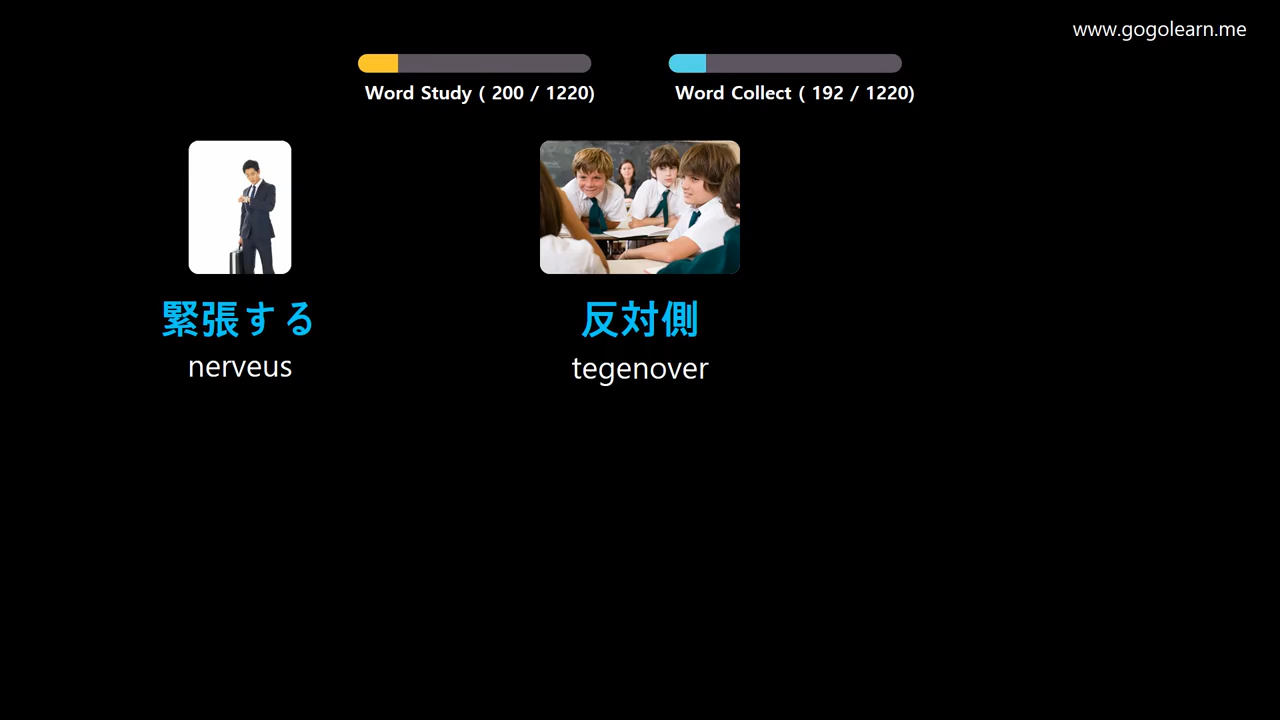 www.gogolearn.me
Word Study ( 200 / 1220)
Word Collect ( 192 / 1220)
緊張する
nerveus
反対側
tegenover